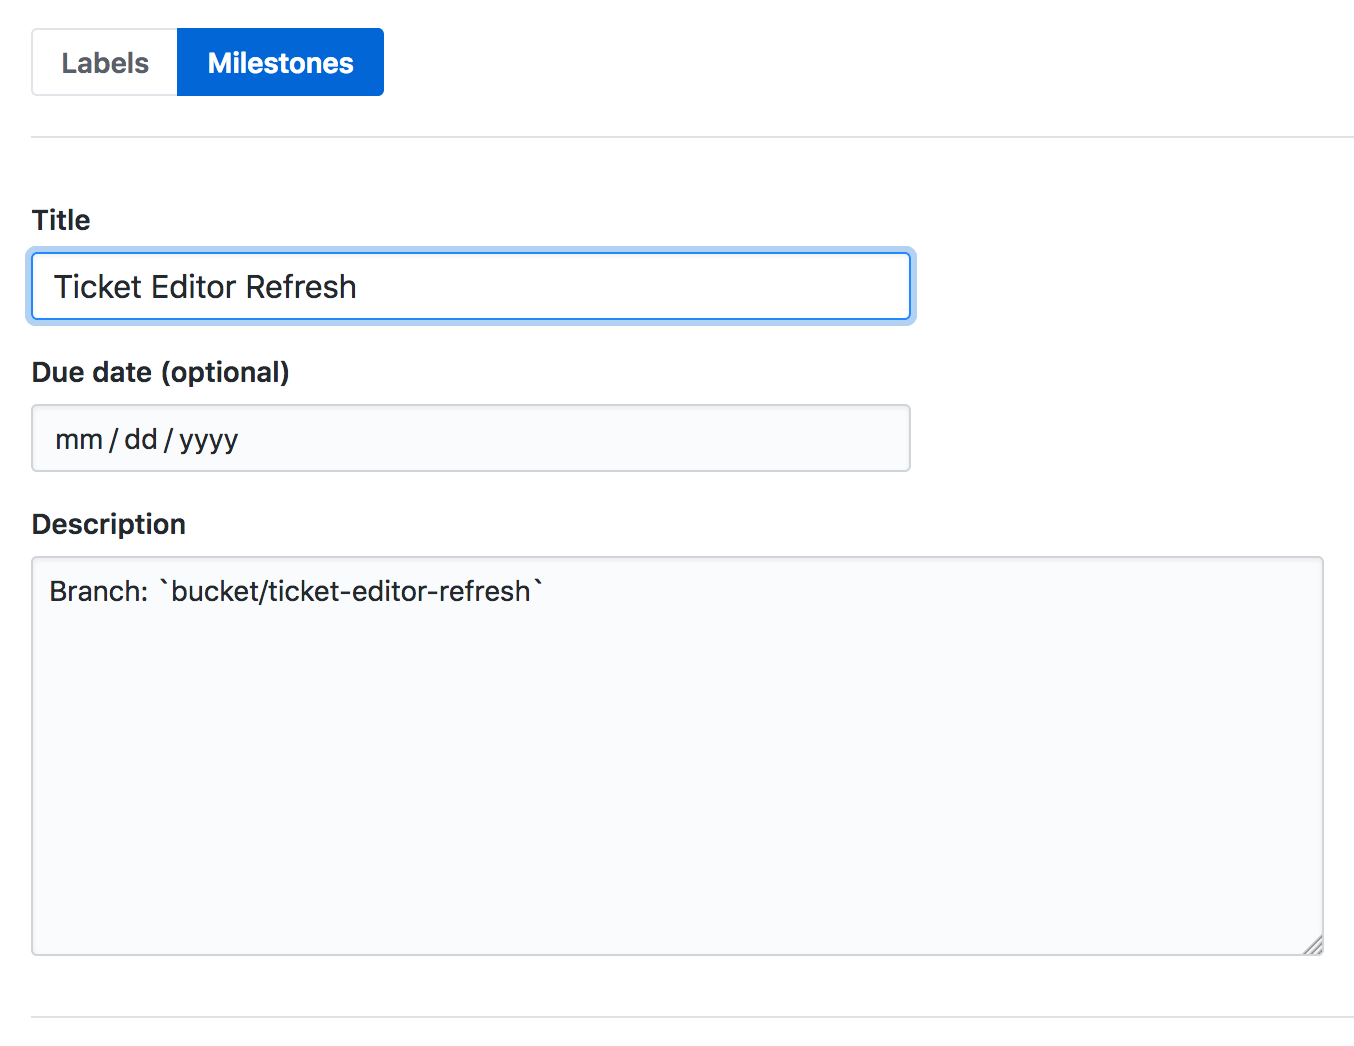 Labels Milestones
Title
Ticket Editor Refresh
Due date (optional)
mm / dd / yyyy
Description
Branch: `bucket/ticket-editor-refresh`